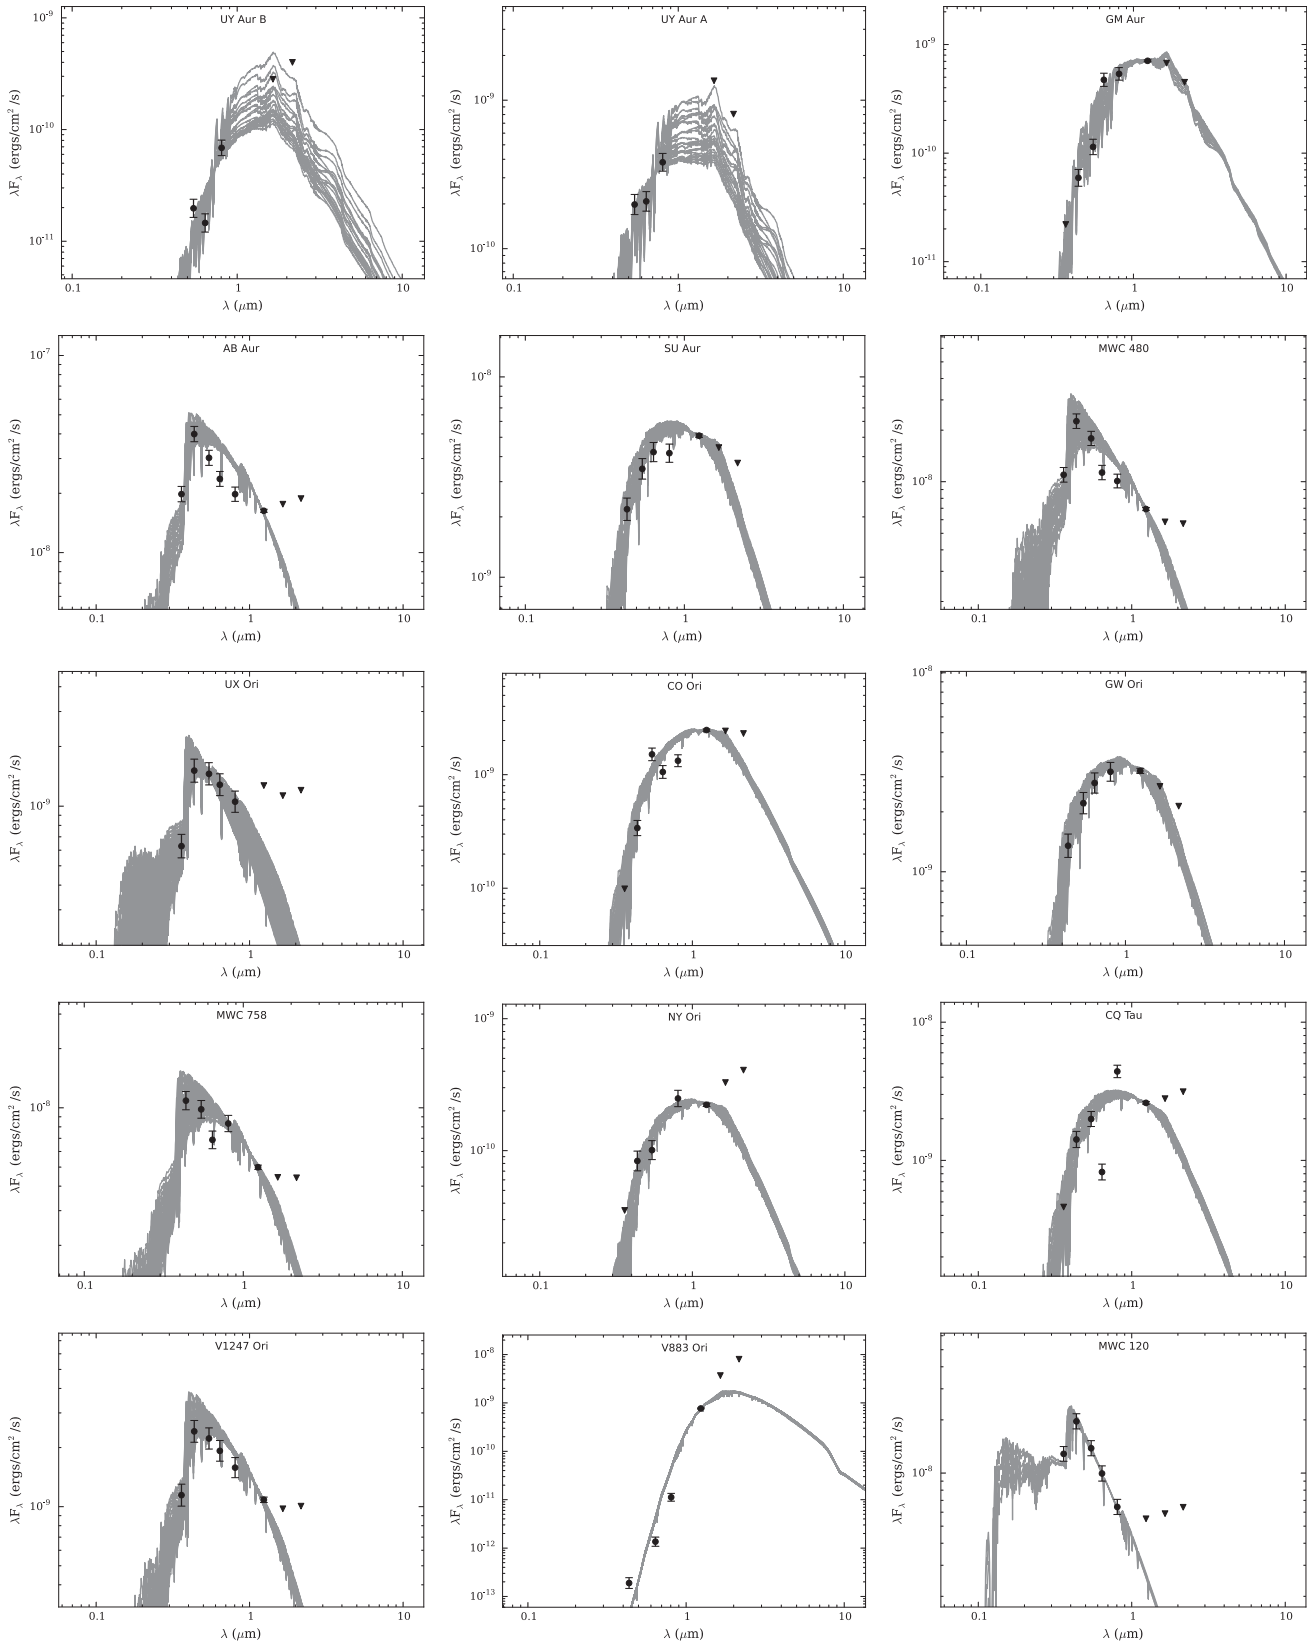 UY Aur B
10⁻⁹
10⁻¹⁰
10⁻¹¹
λF_λ (ergs/cm² /s)
0.1 1 10
λ (μm)
UY Aur A
10⁻⁹
10⁻¹⁰
λF_λ (ergs/cm² /s)
0.1 1 10
λ (μm)
GM Aur
10⁻⁹
10⁻¹⁰
10⁻¹¹
λF_λ (ergs/cm² /s)
0.1 1 10
λ (μm)
AB Aur
10⁻⁷
10⁻⁸
λF_λ (ergs/cm² /s)
0.1 1 10
λ (μm)
SU Aur
10⁻⁸
10⁻⁹
λF_λ (ergs/cm² /s)
0.1 1 10
λ (μm)
MWC 480
10⁻⁸
λF_λ (ergs/cm² /s)
0.1 1 10
λ (μm)
UX Ori
10⁻⁹
λF_λ (ergs/cm² /s)
0.1 1 10
λ (μm)
CO Ori
10⁻⁹
10⁻¹⁰
λF_λ (ergs/cm² /s)
0.1 1 10
λ (μm)
GW Ori
10⁻⁸
10⁻⁹
λF_λ (ergs/cm² /s)
0.1 1 10
λ (μm)
MWC 758
10⁻⁸
λF_λ (ergs/cm² /s)
0.1 1 10
λ (μm)
NY Ori
10⁻⁹
10⁻¹⁰
λF_λ (ergs/cm² /s)
0.1 1 10
λ (μm)
CQ Tau
10⁻⁸
10⁻⁹
λF_λ (ergs/cm² /s)
0.1 1 10
λ (μm)
V1247 Ori
10⁻⁹
λF_λ (ergs/cm² /s)
0.1 1 10
λ (μm)
V883 Ori
10⁻⁸
10⁻⁹
10⁻¹⁰
10⁻¹¹
10⁻¹²
10⁻¹³
λF_λ (ergs/cm² /s)
0.1 1 10
λ (μm)
MWC 120
10⁻⁸
λF_λ (ergs/cm² /s)
0.1 1 10
λ (μm)